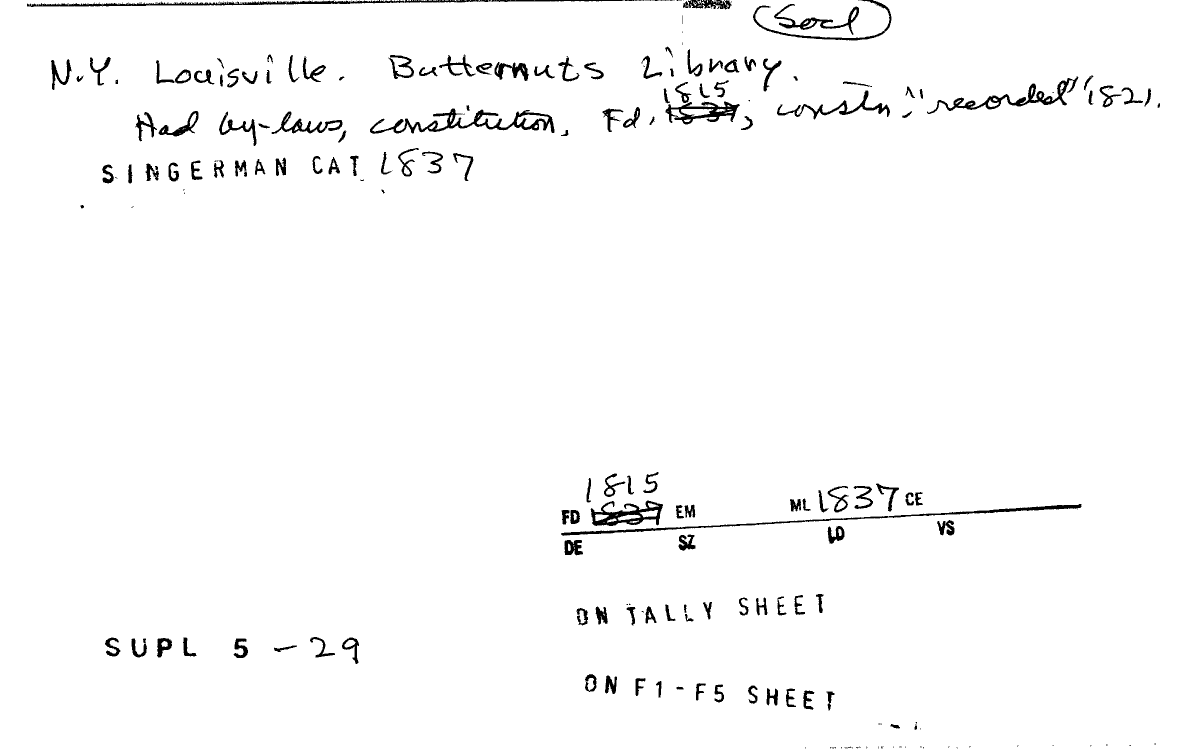 Socl
N.Y. Louisville. Butternuts Library.
Had by-laws, constitution, Fd. 1815 1837; constn, "recorded" 1821.
SINGERMAN CAT 1837
1815
FD 1837 EM ML 1837 CE
DE SZ LD VS
ON TALLY SHEET
SUPL 5 - 29
ON F1-F5 SHEET